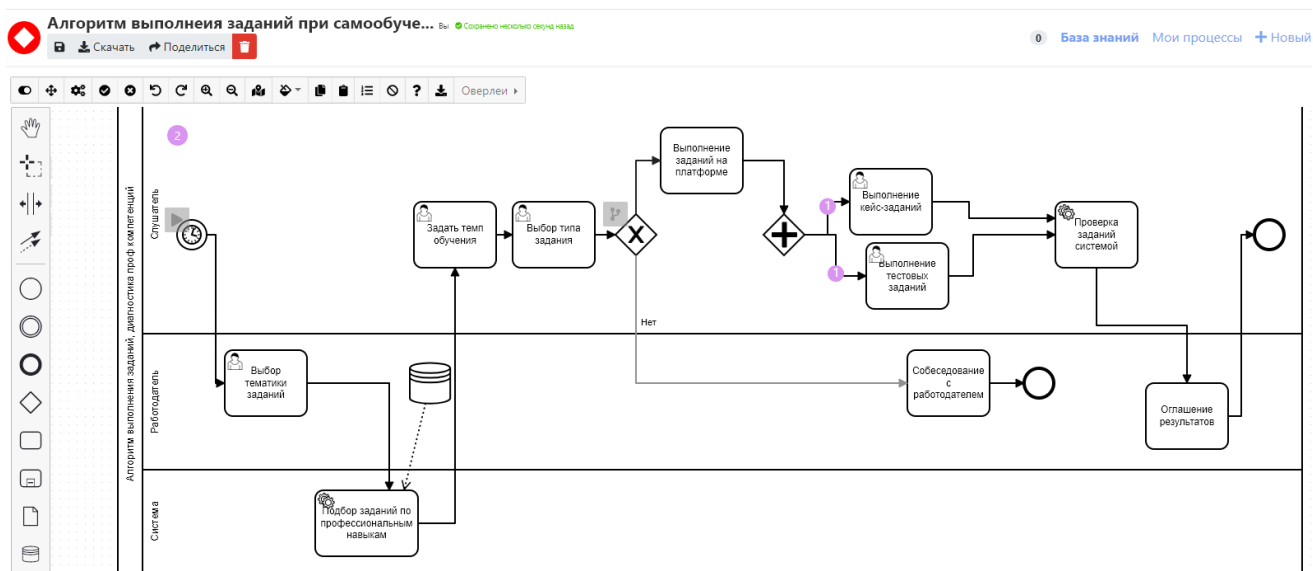 Алгоритм выполнеия заданий при самообуче... Вы Сохранено несколько секунд назад
Скачать Поделиться
0 База знаний Мои процессы + Новый
Оверлеи
Алгоритм выполнения заданий, диагностика проф компетенций
Слушатель
2
Задать темп
обучения
Выбор типа
задания
X
Выполнение
заданий на
платформе
1
Выполнение
кейс-заданий
1
Выполнение
тестовых
заданий
Проверка
заданий
системой
Нет
Работодатель
Выбор
тематики
заданий
Собеседование
с
работодателем
Оглашение
результатов
Система
Подбор заданий по
профессиональным
навыкам